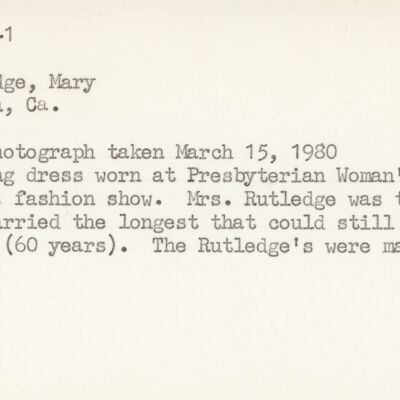 -1
dge, Mary
, Ca.
hotograph taken March 15, 1980
ng dress worn at Presbyterian Woman'
fashion show. Mrs. Rutledge was t
arried the longest that could still
(60 years). The Rutledge's were ma